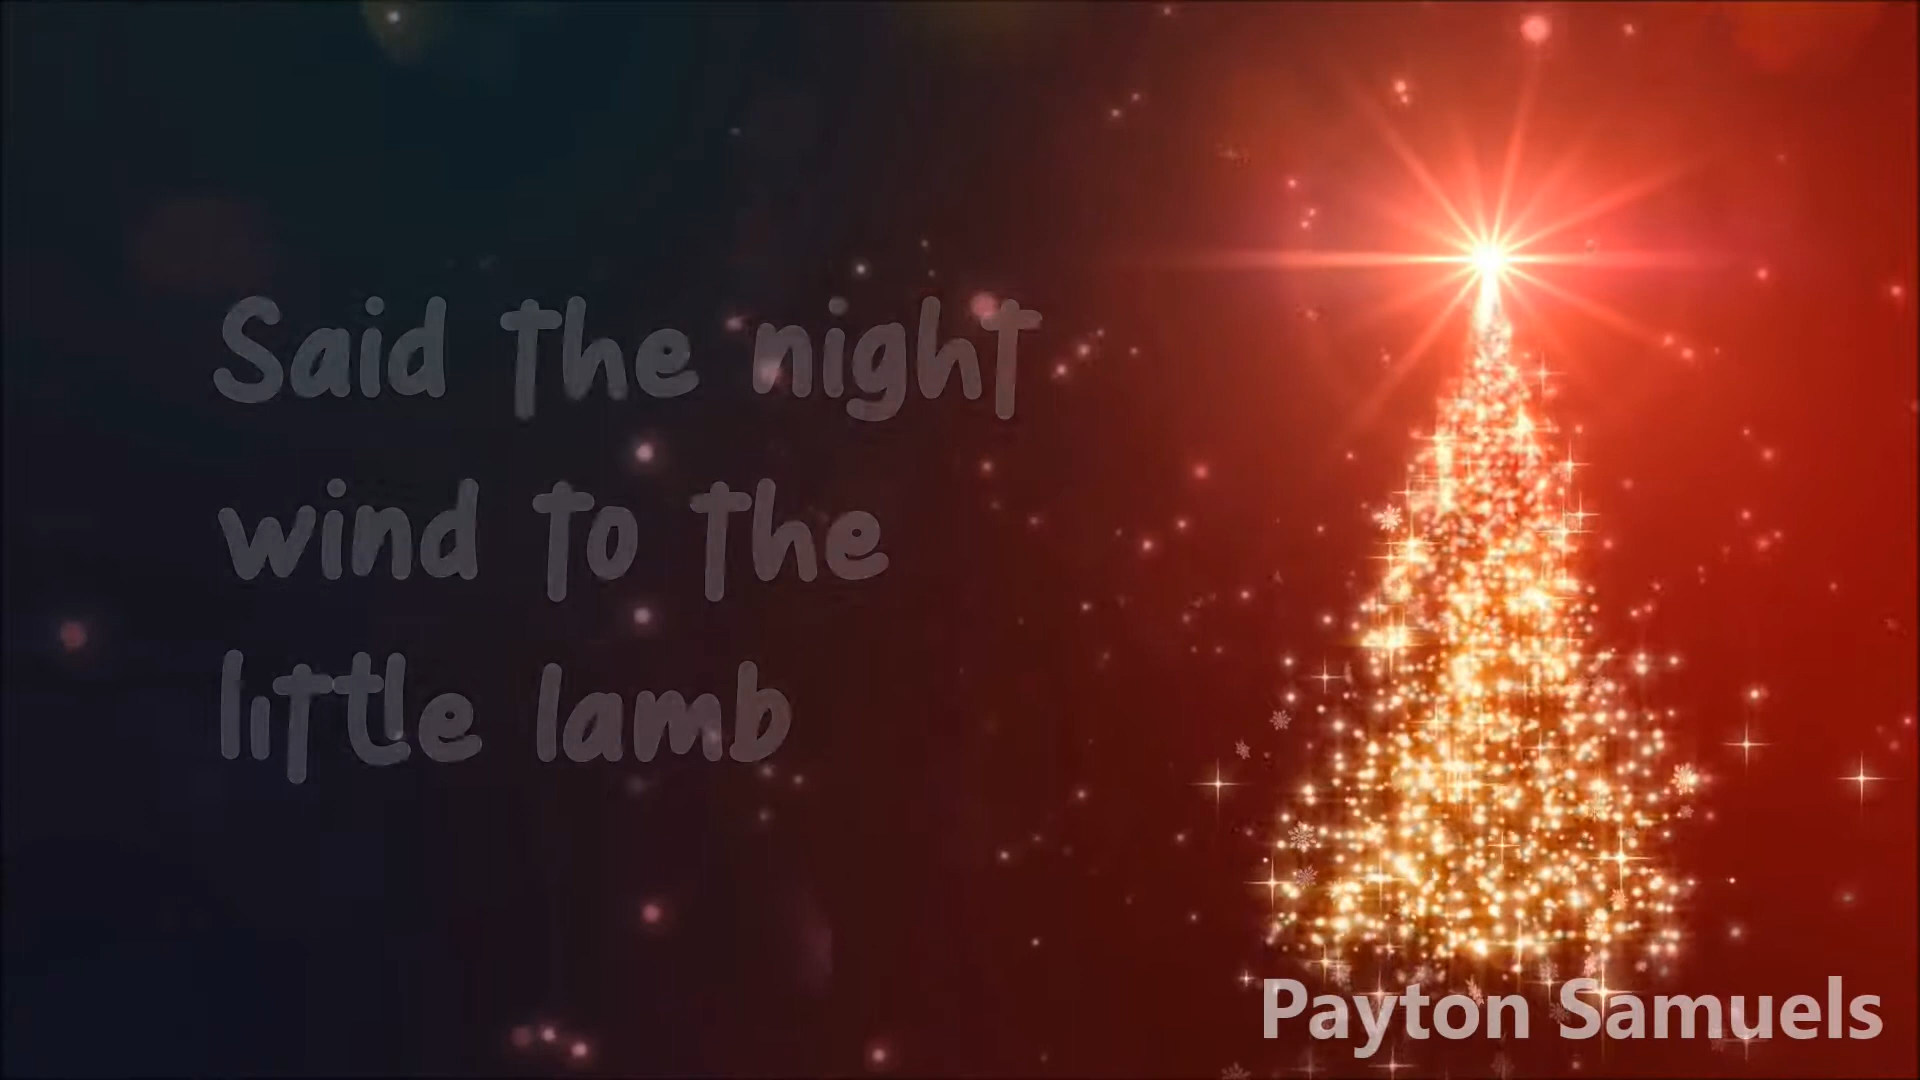 Said the night
wind to the
little lamb
Payton Samuels